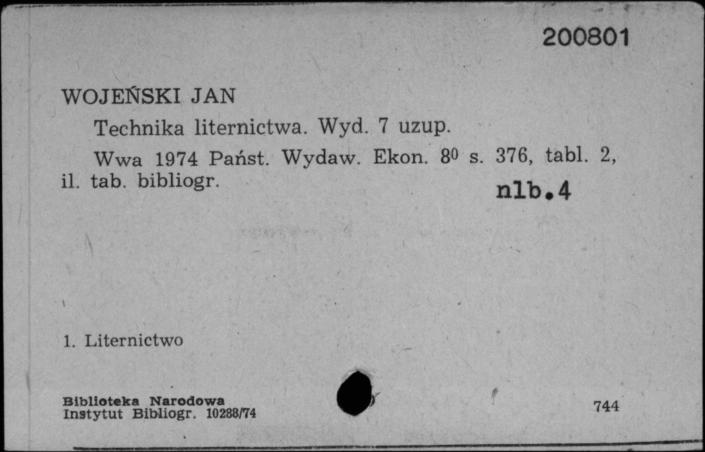 200801
WOJEŃSKI JAN
Technika liternictwa. Wyd. 7 uzup.
Wwa 1974 Państ. Wydaw. Ekon. 8⁰ s. 376, tabl. 2,
il. tab. bibliogr.
nlb.4
1. Liternictwo
Biblioteka Narodowa
Instytut Bibliogr. 10288/74
744